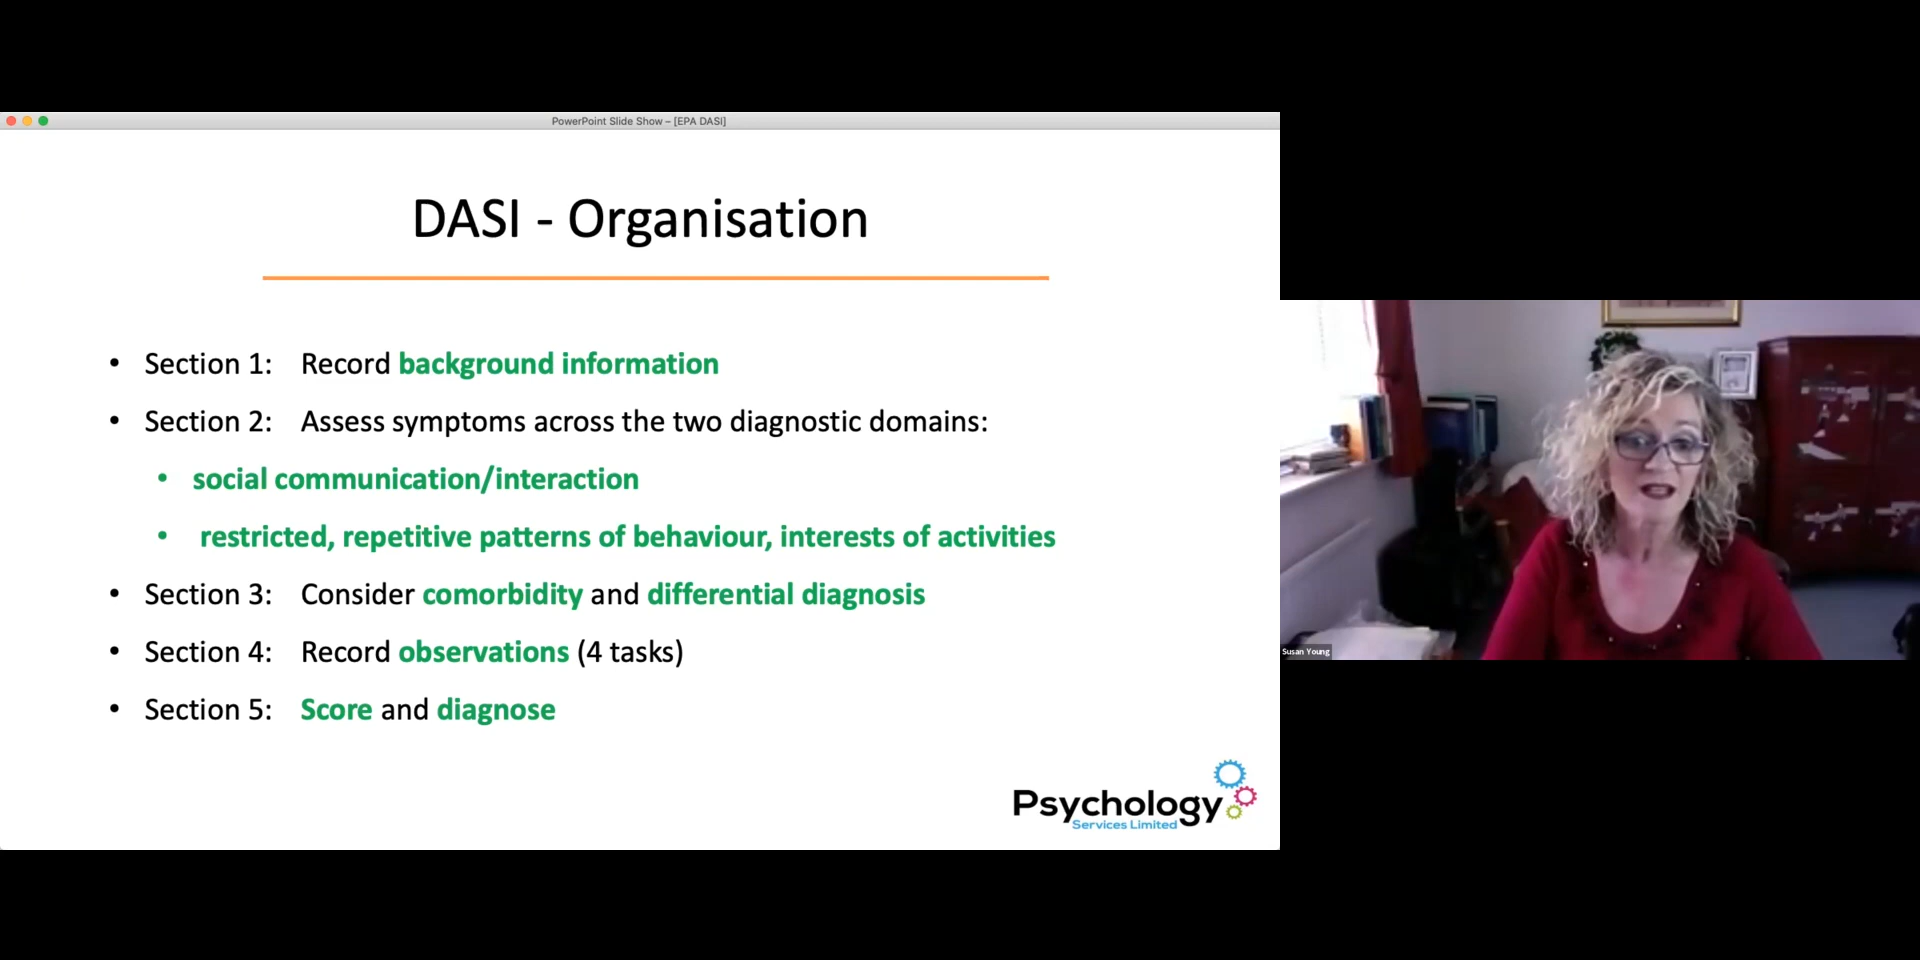 PowerPoint Slide Show – [EPA DASI]
DASI - Organisation
• Section 1: Record background information
• Section 2: Assess symptoms across the two diagnostic domains:
• social communication/interaction
• restricted, repetitive patterns of behaviour, interests of activities
• Section 3: Consider comorbidity and differential diagnosis
• Section 4: Record observations (4 tasks)
• Section 5: Score and diagnose
Psychology
Services Limited
Susan Young